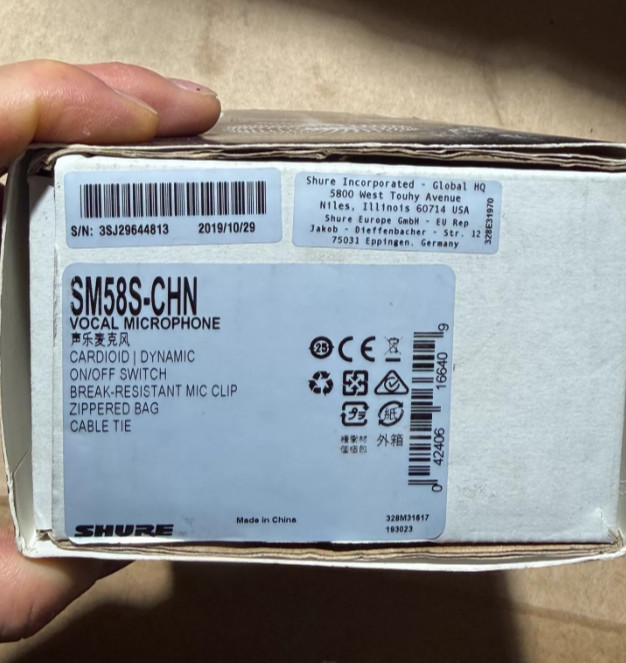 S/N: 3SJ29644813 2019/10/29
Shure Incorporated - Global HQ
5800 West Touhy Avenue
Niles, Illinois 60714 USA
Shure Europe GmbH - EU Rep
Jakob - Dieffenbacher - Str. 12
75031 Eppingen, Germany
328E31970
SM58S-CHN
VOCAL MICROPHONE
声乐麦克风
CARDIOID | DYNAMIC
ON/OFF SWITCH
BREAK-RESISTANT MIC CLIP
ZIPPERED BAG
CABLE TIE
25 CE
プラ 紙
外箱
0 42406 16640 9
SHURE
Made in China
328M31617
193023